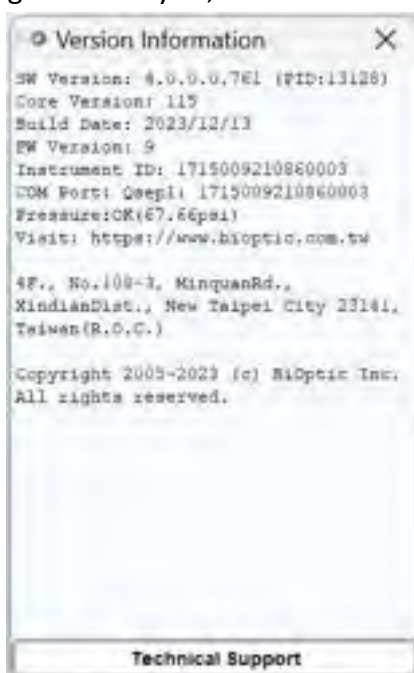 Version Information
SW Version: 4.0.0.0.761 (PID:13128)
Core Version: 115
Build Date: 2023/12/13
FW Version: 9
Instrument ID: 1715009210860003
COM Port: Qsep1: 1715009210860003
Pressure:OK(67.66psi)
Visit: https://www.bioptic.com.tw
4F., No.108-3, MinquanRd.,
XindianDist., New Taipei City 23141,
Taiwan(R.O.C.)
Copyright 2005-2023 (c) BiOptic Inc.
All rights reserved.
Technical Support